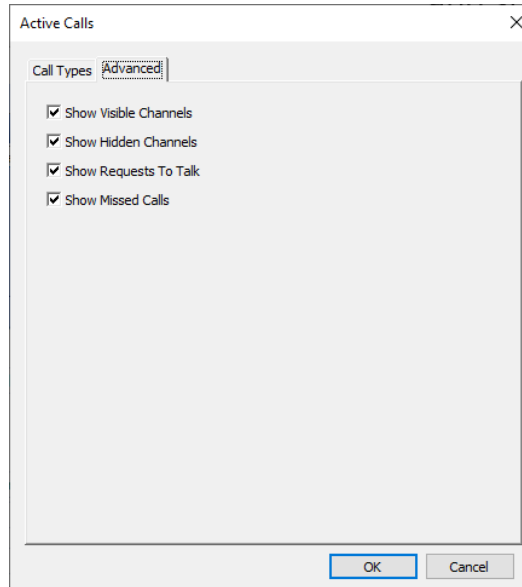 Active Calls
Call Types Advanced
Show Visible Channels
Show Hidden Channels
Show Requests To Talk
Show Missed Calls
OK Cancel